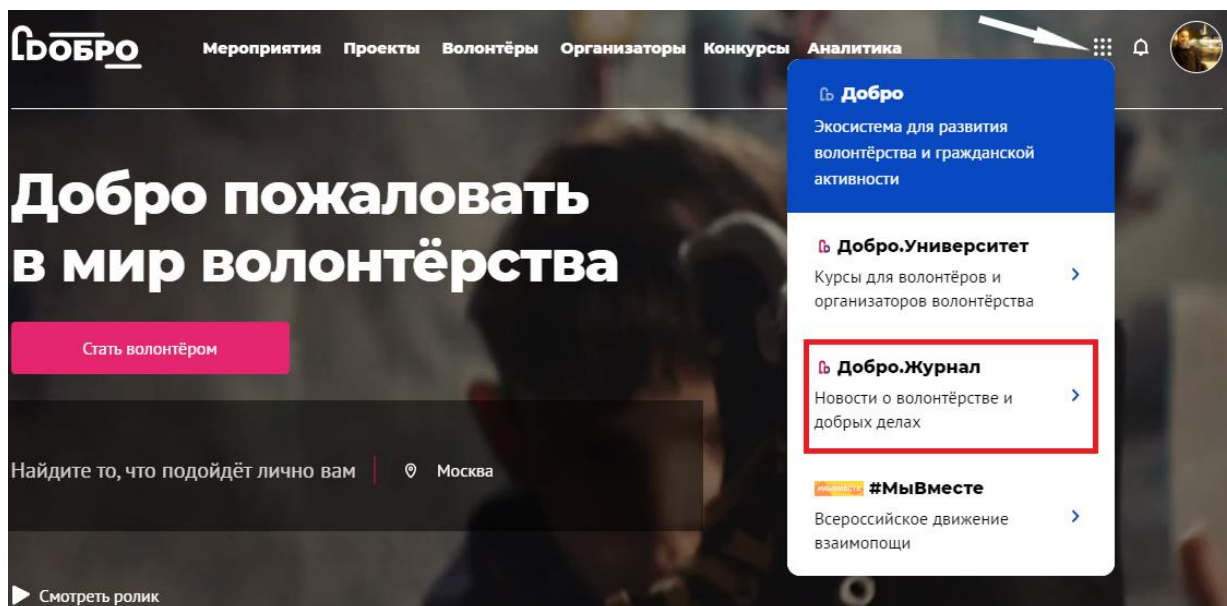 ДОБРО Мероприятия Проекты Волонтёры Организаторы Конкурсы Аналитика
Добро пожаловать
в мир волонтёрства
Стать волонтёром
Найдите то, что подойдёт лично вам Москва
Смотреть ролик
Добро
Экосистема для развития
волонтёрства и гражданской
активности
Добро.Университет
Курсы для волонтёров и
организаторов волонтёрства
Добро.Журнал
Новости о волонтёрстве и
добрых делах
#МыВместе
Всероссийское движение
взаимопощи